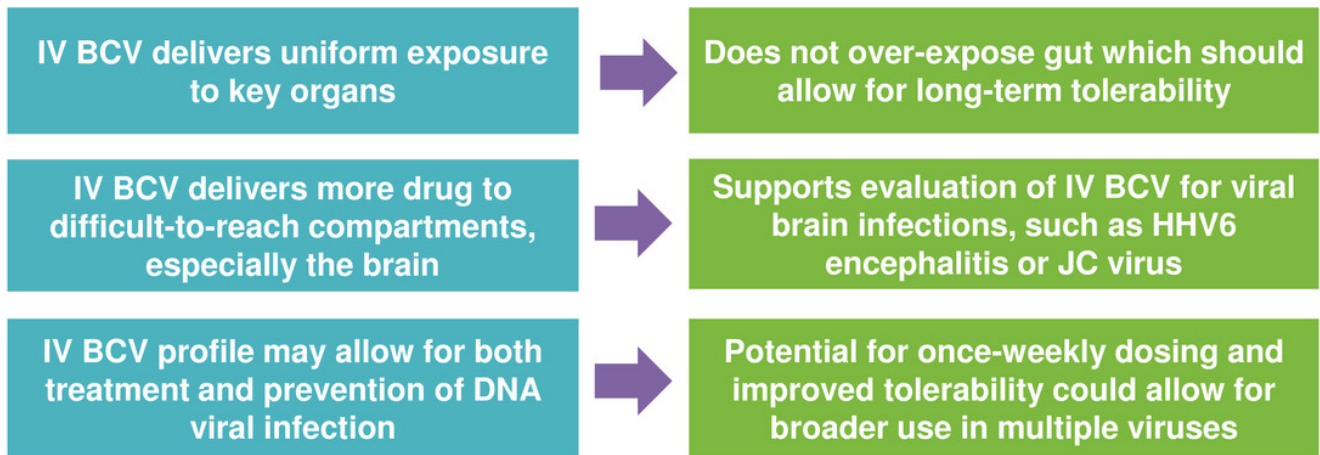 IV BCV delivers uniform exposure
to key organs
Does not over-expose gut which should
allow for long-term tolerability
IV BCV delivers more drug to
difficult-to-reach compartments,
especially the brain
Supports evaluation of IV BCV for viral
brain infections, such as HHV6
encephalitis or JC virus
IV BCV profile may allow for both
treatment and prevention of DNA
viral infection
Potential for once-weekly dosing and
improved tolerability could allow for
broader use in multiple viruses